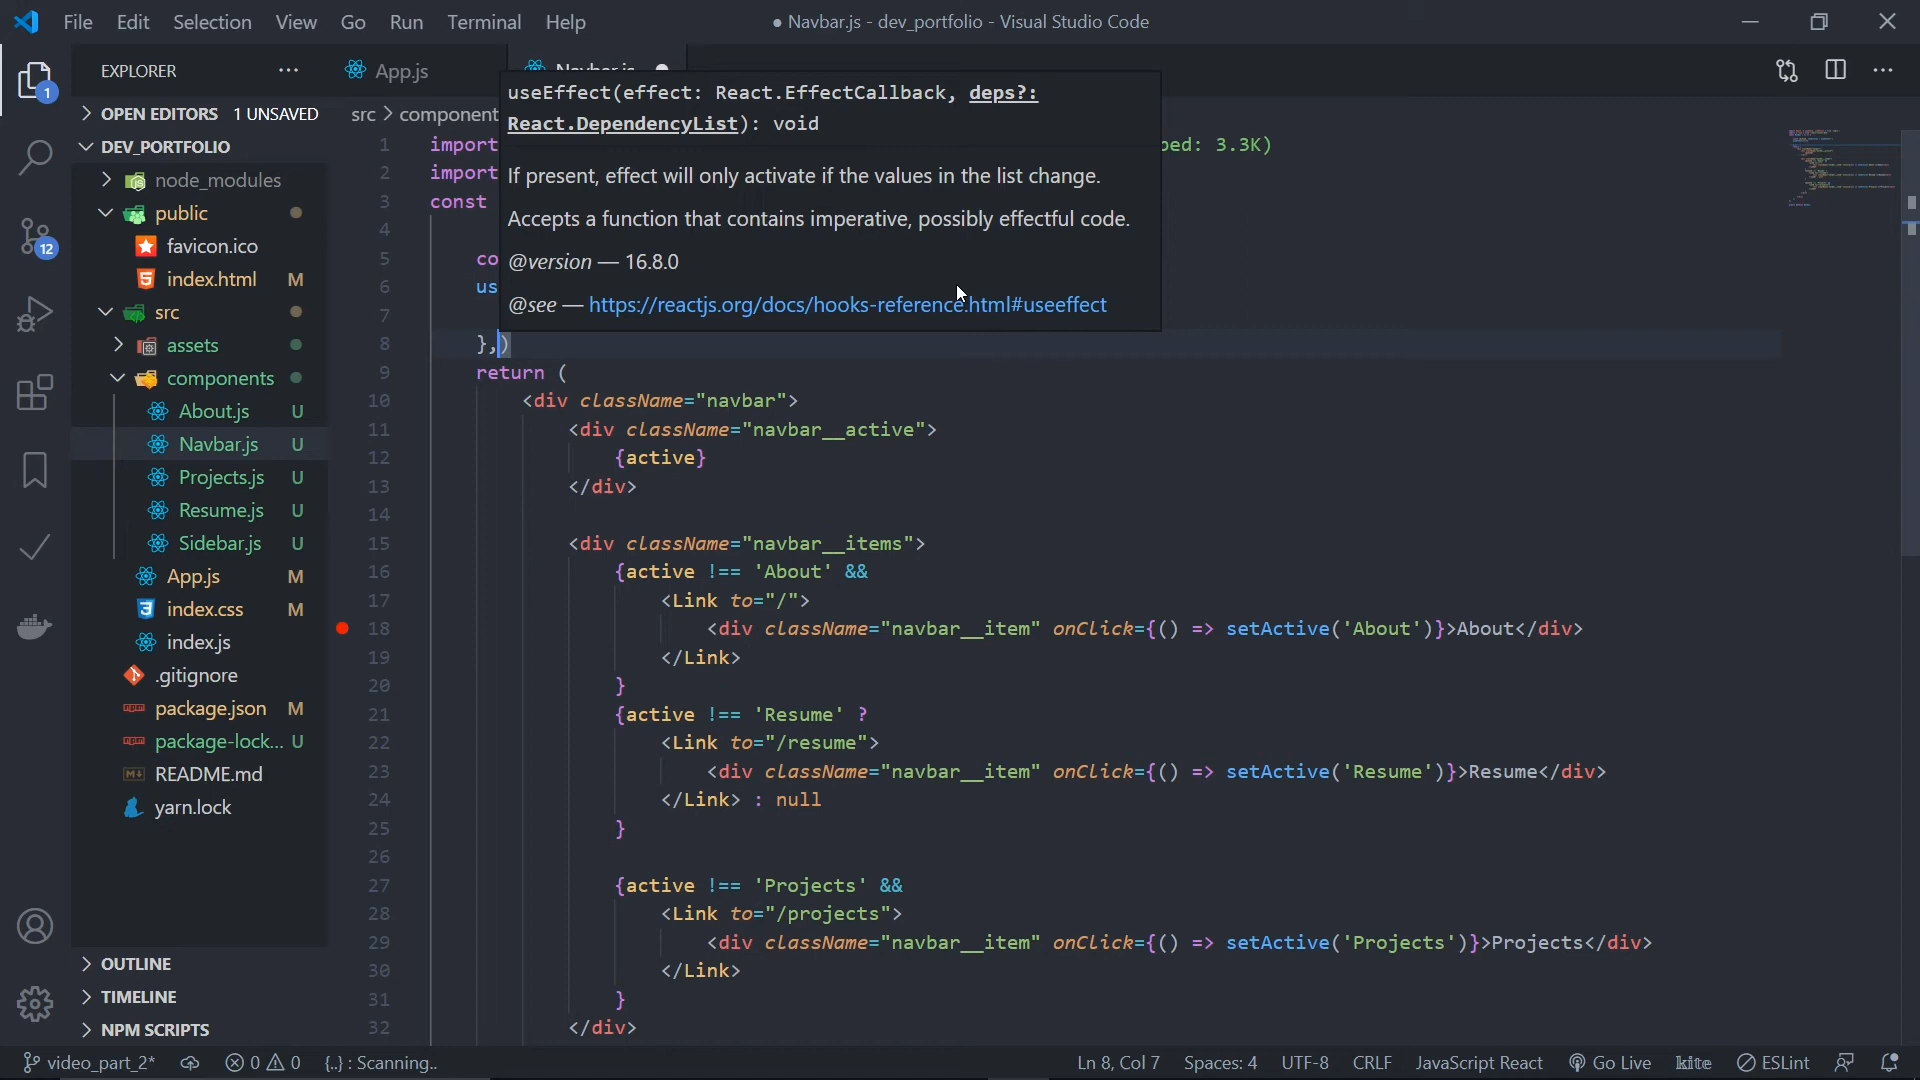 File Edit Selection View Go Run Terminal Help
● Navbar.js - dev_portfolio - Visual Studio Code
EXPLORER
App.js
Navbar.js
OPEN EDITORS 1 UNSAVED
src > component
DEV_PORTFOLIO
node_modules
public
favicon.ico
index.html M
src
assets
components
About.js U
Navbar.js U
Projects.js U
Resume.js U
Sidebar.js U
App.js M
index.css M
index.js
.gitignore
package.json M
package-lock... U
README.md
yarn.lock
OUTLINE
TIMELINE
NPM SCRIPTS
1
12
useEffect(effect: React.EffectCallback, deps?:
React.DependencyList): void
If present, effect will only activate if the values in the list change.
Accepts a function that contains imperative, possibly effectful code.
@version — 16.8.0
@see — https://reactjs.org/docs/hooks-reference.html#useeffect
1 import ped: 3.3K)
2 import
3 const
4
5 co
6 us
7
8 },)
9 return (
10 <div className="navbar">
11 <div className="navbar__active">
12 {active}
13 </div>
14
15 <div className="navbar__items">
16 {active !== 'About' &&
17 <Link to="/">
18 <div className="navbar__item" onClick={() => setActive('About')}>About</div>
19 </Link>
20 }
21 {active !== 'Resume' ?
22 <Link to="/resume">
23 <div className="navbar__item" onClick={() => setActive('Resume')}>Resume</div>
24 </Link> : null
25 }
26
27 {active !== 'Projects' &&
28 <Link to="/projects">
29 <div className="navbar__item" onClick={() => setActive('Projects')}>Projects</div>
30 </Link>
31 }
32 </div>
video_part_2* 0 0 {..} : Scanning.. Ln 8, Col 7 Spaces: 4 UTF-8 CRLF JavaScript React Go Live kite ESLint